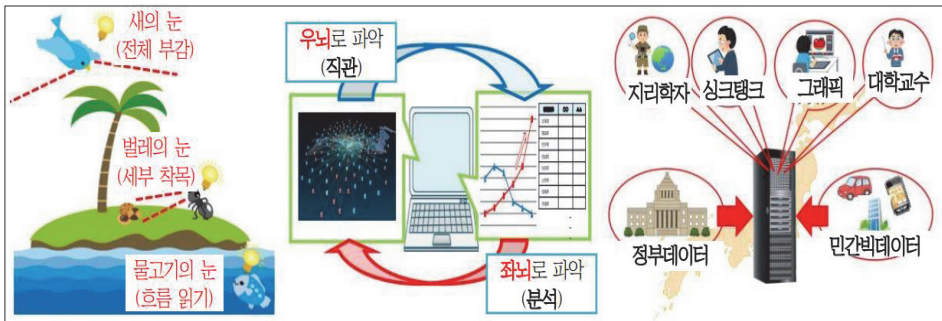 새의 눈
(전체 부감)
벌레의 눈
(세부 착목)
물고기의 눈
(흐름 읽기)
우뇌로 파악
(직관)
좌뇌로 파악
(분석)
지리학자
싱크탱크
그래픽
대학교수
정부데이터
민간빅데이터